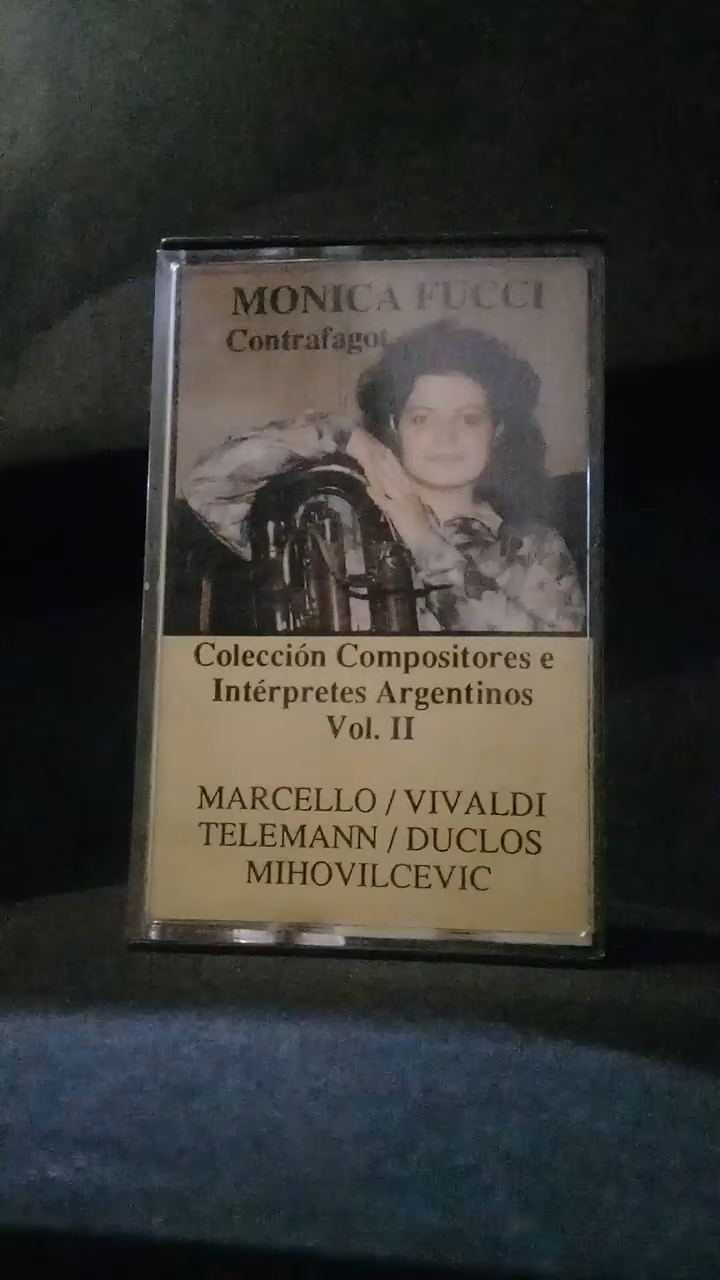 MONICA FUCCI
Contrafagot
Colección Compositores e
Intérpretes Argentinos
Vol. II
MARCELLO / VIVALDI
TELEMANN / DUCLOS
MIHOVILCEVIC